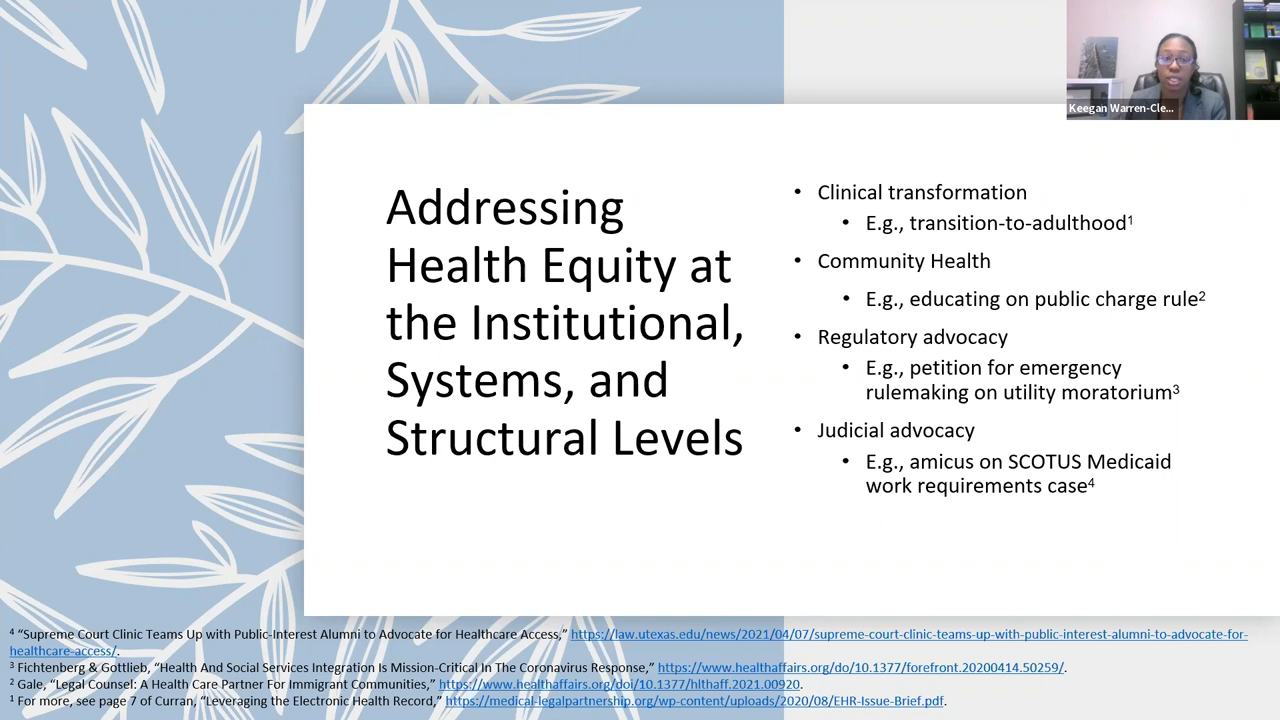 Keegan Warren-Cle...
Addressing
Health Equity at
the Institutional,
Systems, and
Structural Levels
• Clinical transformation
• E.g., transition-to-adulthood¹
• Community Health
• E.g., educating on public charge rule²
• Regulatory advocacy
• E.g., petition for emergency
rulemaking on utility moratorium³
• Judicial advocacy
• E.g., amicus on SCOTUS Medicaid
work requirements case⁴
⁴ “Supreme Court Clinic Teams Up with Public-Interest Alumni to Advocate for Healthcare Access,” https://law.utexas.edu/news/2021/04/07/supreme-court-clinic-teams-up-with-public-interest-alumni-to-advocate-for-
healthcare-access/.
³ Fichtenberg & Gottlieb, “Health And Social Services Integration Is Mission-Critical In The Coronavirus Response,” https://www.healthaffairs.org/do/10.1377/forefront.20200414.50259/.
² Gale, “Legal Counsel: A Health Care Partner For Immigrant Communities,” https://www.healthaffairs.org/doi/10.1377/hlthaff.2021.00920.
¹ For more, see page 7 of Curran, “Leveraging the Electronic Health Record,” https://medical-legalpartnership.org/wp-content/uploads/2020/08/EHR-Issue-Brief.pdf.